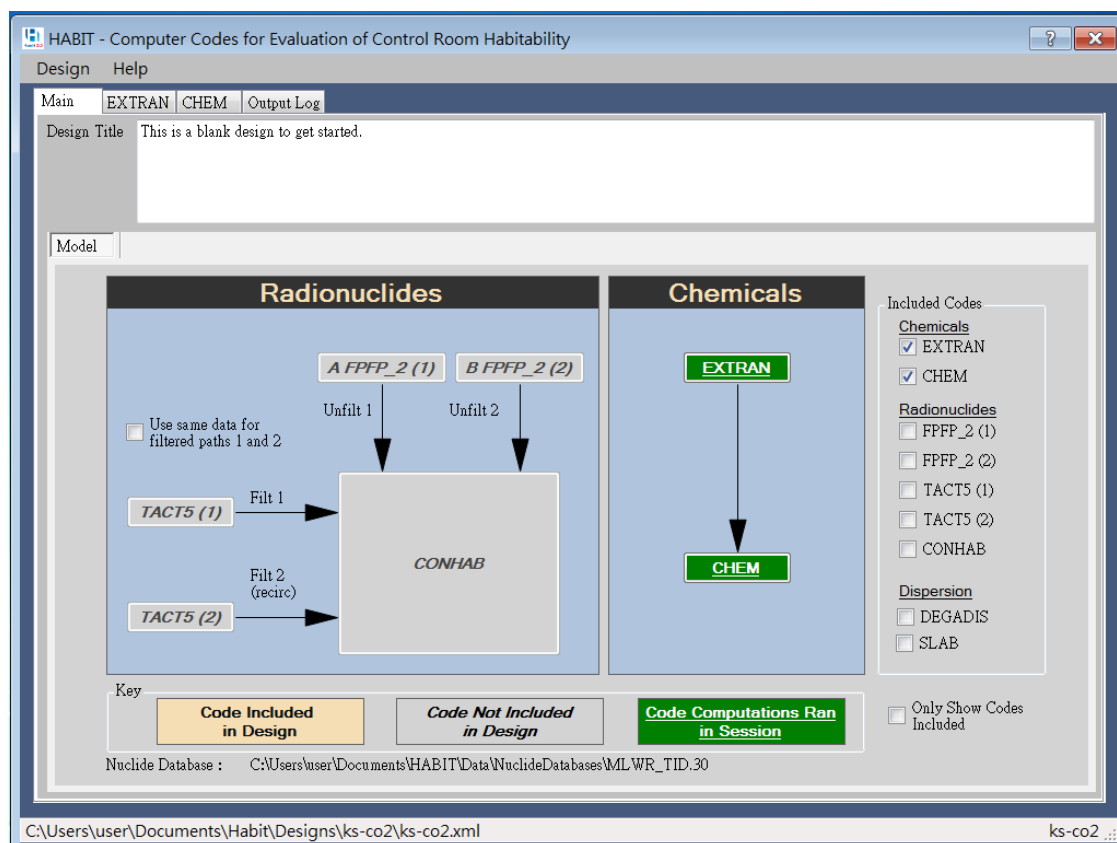 HABIT - Computer Codes for Evaluation of Control Room Habitability
Design Help
Main EXTRAN CHEM Output Log
Design Title This is a blank design to get started.
Model
Radionuclides
A FPFP_2 (1) B FPFP_2 (2)
Unfilt 1 Unfilt 2
Use same data for
filtered paths 1 and 2
TACT5 (1) Filt 1
CONHAB
Filt 2
(recirc)
TACT5 (2)
Chemicals
EXTRAN
CHEM
Included Codes
Chemicals
EXTRAN
CHEM
Radionuclides
FPFP_2 (1)
FPFP_2 (2)
TACT5 (1)
TACT5 (2)
CONHAB
Dispersion
DEGADIS
SLAB
Key
Code Included
in Design
Code Not Included
in Design
Code Computations Ran
in Session
Only Show Codes
Included
Nuclide Database : C:\Users\user\Documents\HABIT\Data\NuclideDatabases\MLWR_TID.30
C:\Users\user\Documents\Habit\Designs\ks-co2\ks-co2.xml ks-co2